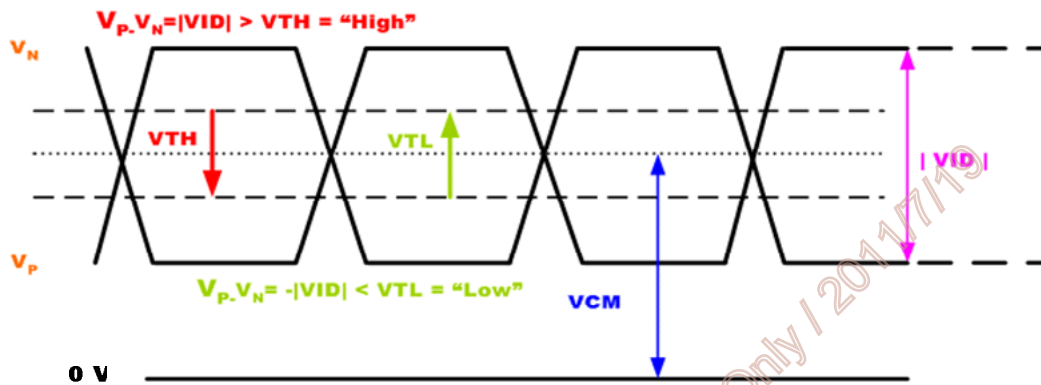 VP-VN=|VID| > VTH = “High”
VN
VTH
VTL
| VID |
VP
VP-VN= -|VID| < VTL = “Low”
VCM
0 V
Only / 2011/7/19